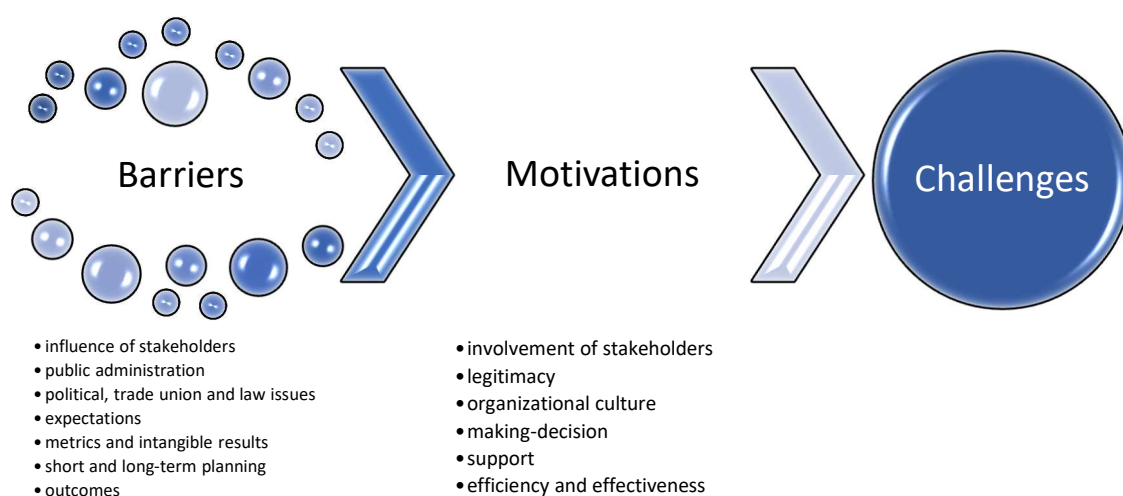 Barriers
Motivations
Challenges
• influence of stakeholders
• public administration
• political, trade union and law issues
• expectations
• metrics and intangible results
• short and long-term planning
• outcomes
• involvement of stakeholders
• legitimacy
• organizational culture
• making-decision
• support
• efficiency and effectiveness